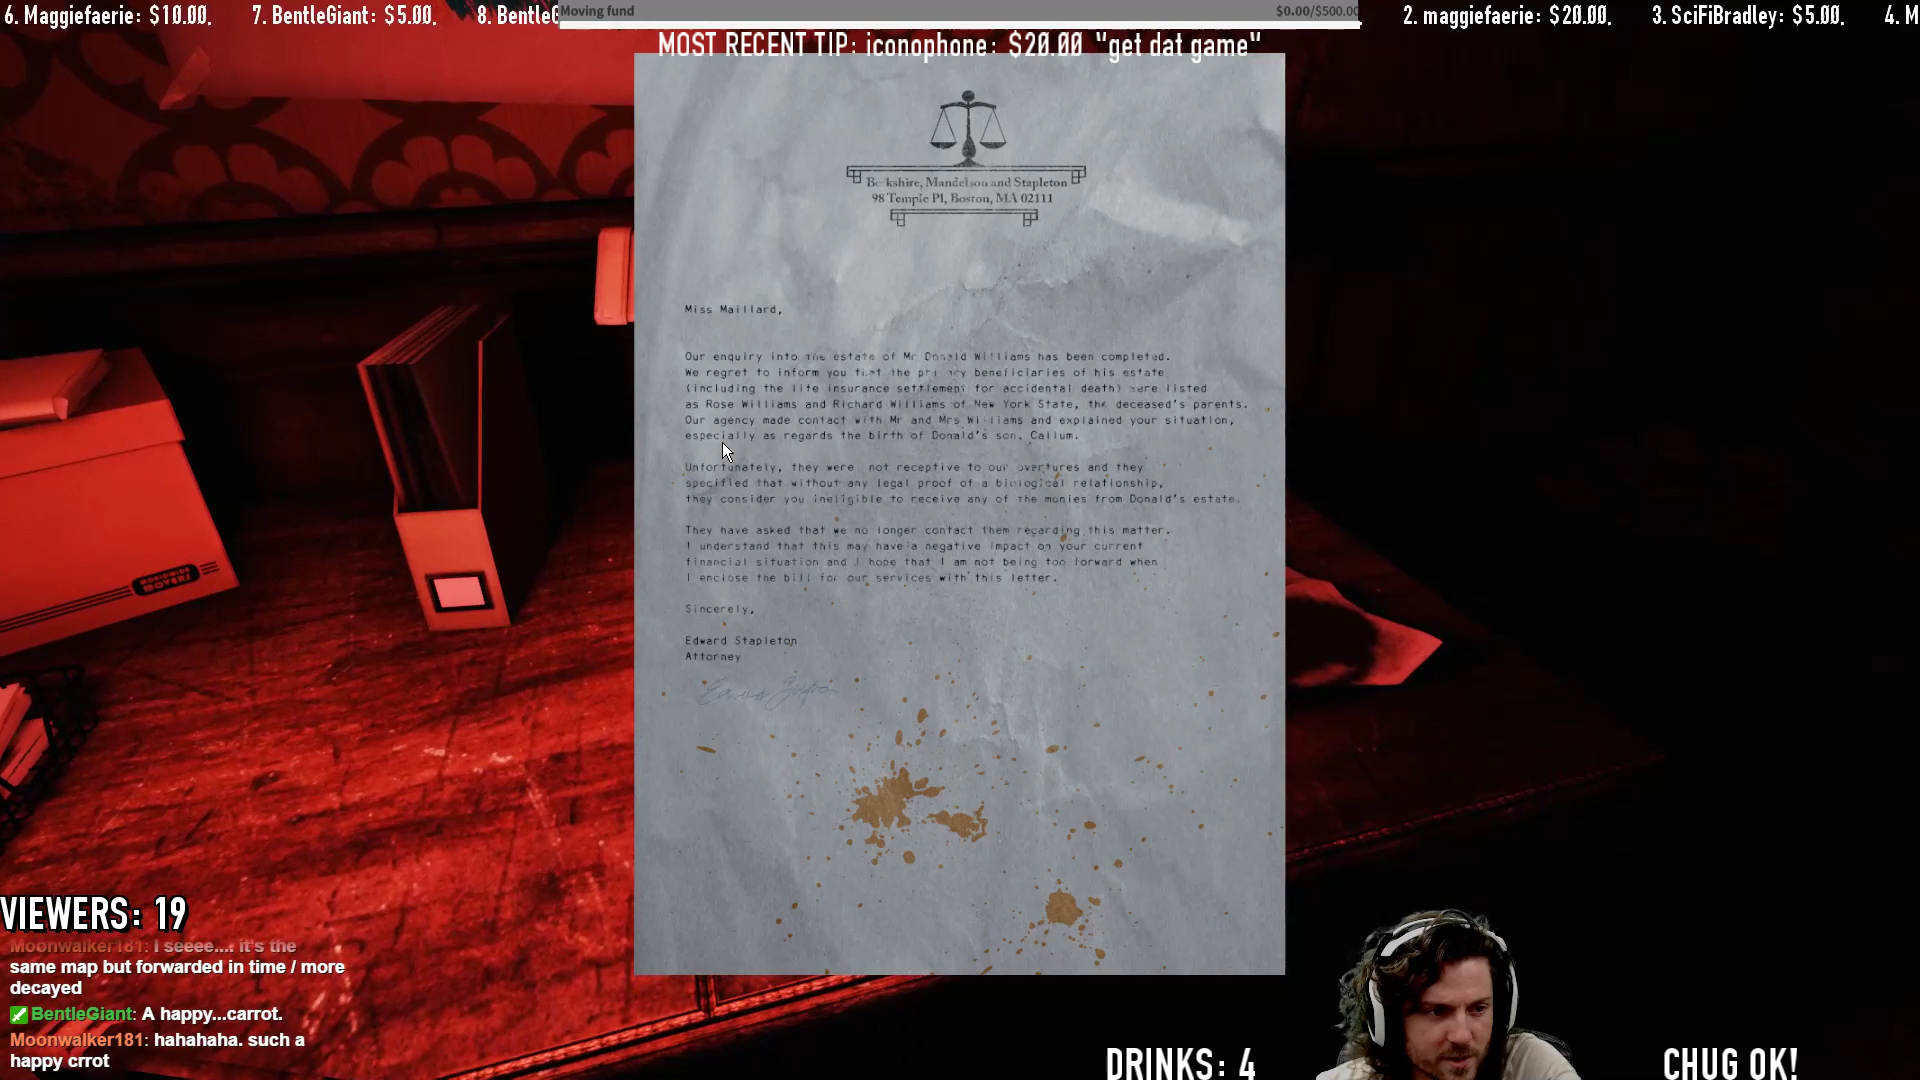 6. Maggiefaerie: $10.00, 7. BentleGiant: $5.00, 8. BentleG
Moving fund $0.00/$500.00
2. maggiefaerie: $20.00, 3. SciFiBradley: $5.00, 4. M
MOST RECENT TIP: iconophone: $20.00 "get dat game"
Berkshire, Mandelson and Stapleton
98 Temple Pl, Boston, MA 02111
Miss Maillard,
Our enquiry into the estate of Mr Donald Williams has been completed.
We regret to inform you that the primary beneficiaries of his estate
(including the life insurance settlement for accidental death) were listed
as Rose Williams and Richard Williams of New York State, the deceased's parents.
Our agency made contact with Mr and Mrs Williams and explained your situation,
especially as regards the birth of Donald's son, Callum.
Unfortunately, they were not receptive to our overtures and they
specified that without any legal proof of a biological relationship,
they consider you ineligible to receive any of the monies from Donald's estate.
They have asked that we no longer contact them regarding this matter.
I understand that this may have a negative impact on your current
financial situation and I hope that I am not being too forward when
I enclose the bill for our services with this letter.
Sincerely,
Edward Stapleton
Attorney
WORLDWIDE
MOVERS
VIEWERS: 19
Moonwalker181: I seeee.... it's the
same map but forwarded in time / more
decayed
BentleGiant: A happy...carrot.
Moonwalker181: hahahaha. such a
happy crrot
DRINKS: 4
CHUG OK!